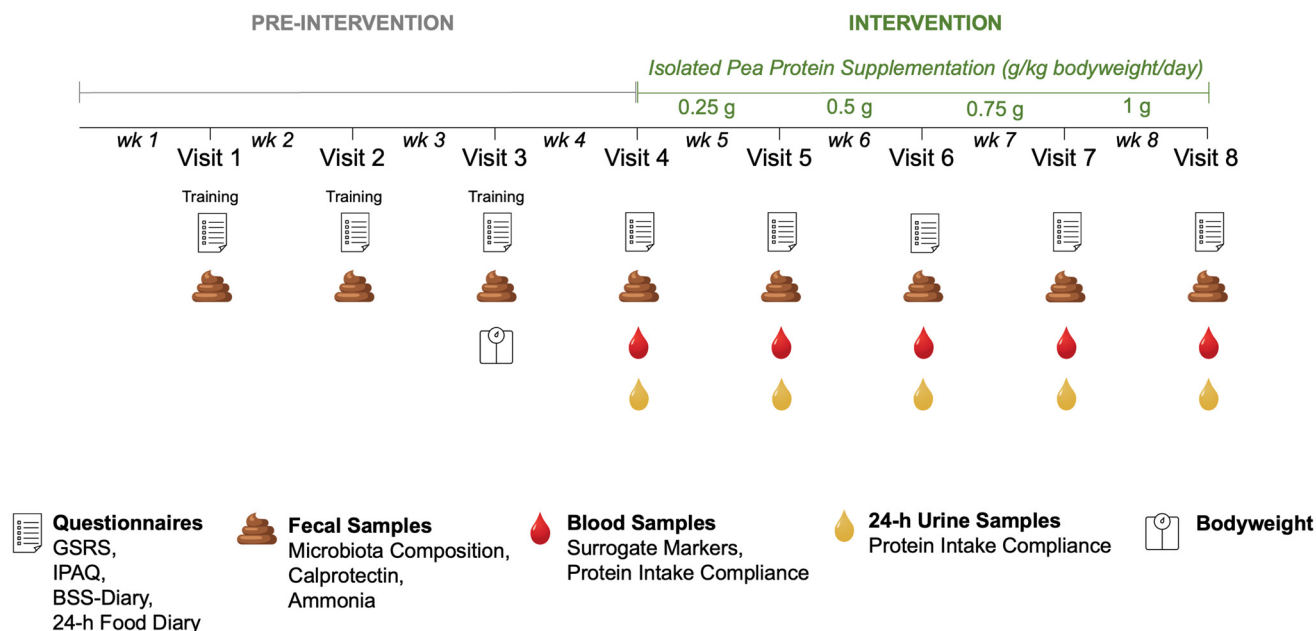 PRE-INTERVENTION
INTERVENTION
Isolated Pea Protein Supplementation (g/kg bodyweight/day)
0.25 g 0.5 g 0.75 g 1 g
wk 1 wk 2 wk 3 wk 4 wk 5 wk 6 wk 7 wk 8
Visit 1 Visit 2 Visit 3 Visit 4 Visit 5 Visit 6 Visit 7 Visit 8
Training Training Training
Questionnaires
GSRS,
IPAQ,
BSS-Diary,
24-h Food Diary
Fecal Samples
Microbiota Composition,
Calprotectin,
Ammonia
Blood Samples
Surrogate Markers,
Protein Intake Compliance
24-h Urine Samples
Protein Intake Compliance
Bodyweight